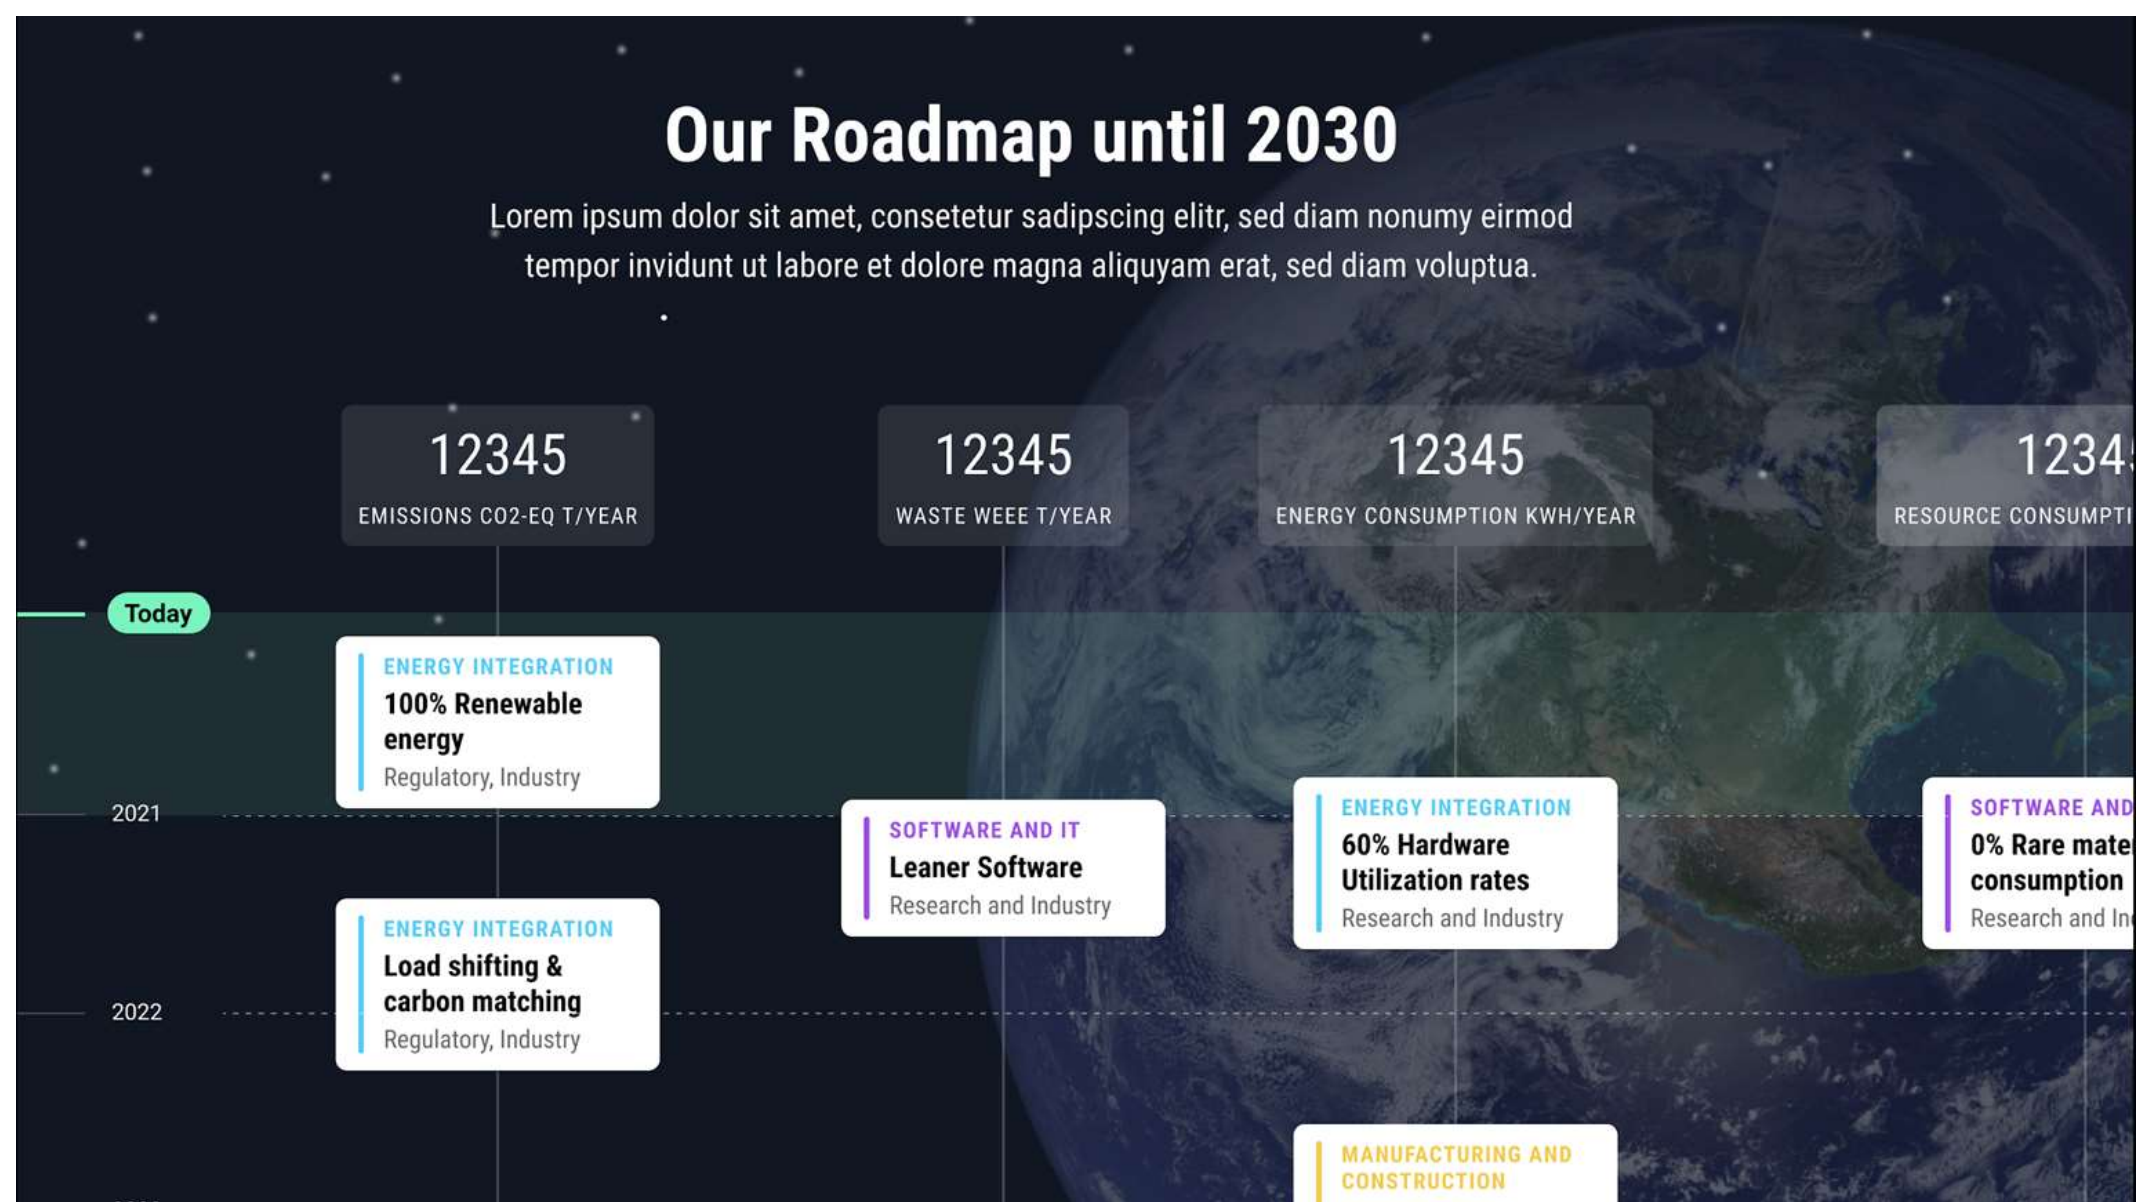 Our Roadmap until 2030
Lorem ipsum dolor sit amet, consetetur sadipscing elitr, sed diam nonumy eirmod
tempor invidunt ut labore et dolore magna aliquyam erat, sed diam voluptua.
12345
EMISSIONS CO2-EQ T/YEAR
12345
WASTE WEEE T/YEAR
12345
ENERGY CONSUMPTION KWH/YEAR
1234
RESOURCE
Today
ENERGY INTEGRATION
100% Renewable
energy
Regulatory, Industry
2021
SOFTWARE AND IT
Leaner Software
Research and Industry
ENERGY INTEGRATION
60% Hardware
Utilization rates
Research and Industry
SOFTWARE AND
0% Rare
consumption
Research and
ENERGY INTEGRATION
Load shifting &
carbon matching
Regulatory, Industry
2022
MANUFACTURING AND
CONSTRUCTION